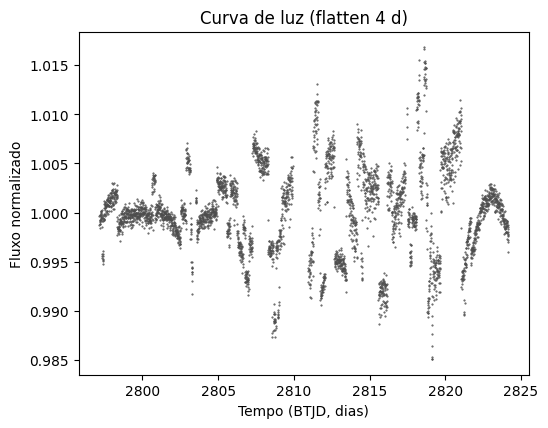 Curva de luz (flatten 4 d)
Fluxo normalizado
1.015
1.010
1.005
1.000
0.995
0.990
0.985
2800 2805 2810 2815 2820 2825
Tempo (BTJD, dias)